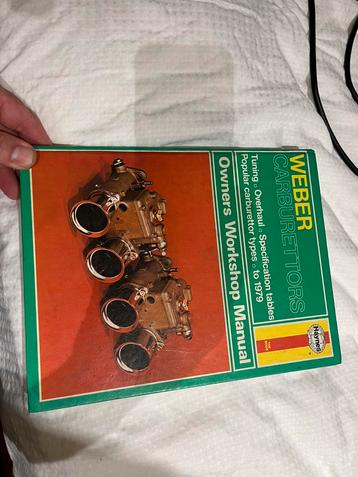 WEBER
CARBURETTORS
Tuning ▫ Overhaul ▫ Specification tables
Popular carburettor types ▫ to 1979
Owners Workshop Manual
Haynes